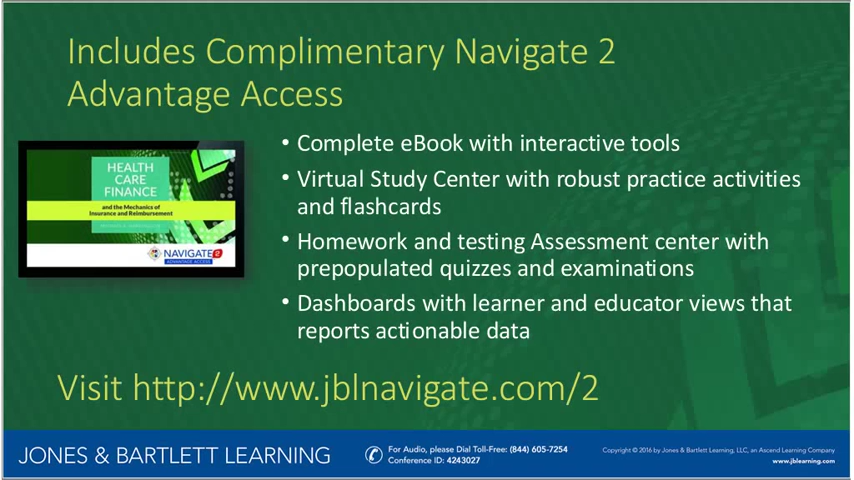 Includes Complimentary Navigate 2
Advantage Access
• Complete eBook with interactive tools
• Virtual Study Center with robust practice activities
and flashcards
• Homework and testing Assessment center with
prepopulated quizzes and examinations
• Dashboards with learner and educator views that
reports actionable data
HEALTH
CARE
FINANCE
and the Mechanics of
Insurance and Reimbursement
NAVIGATE 2
ADVANTAGE ACCESS
Visit http://www.jblnavigate.com/2
JONES & BARTLETT LEARNING
For Audio, please Dial Toll-Free: (844) 605-7254
Conference ID: 4243027
Copyright © 2016 by Jones & Bartlett Learning, LLC, an Ascend Learning Company
www.jblearning.com